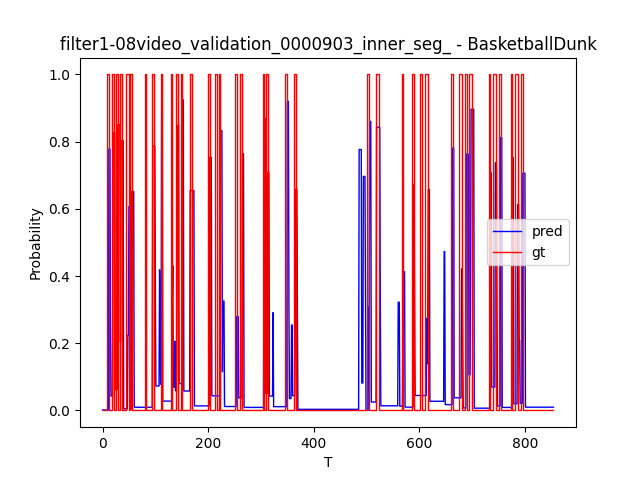 filter1-08video_validation_0000903_inner_seg_ - BasketballDunk
1.0
0.8
0.6
0.4
0.2
0.0
Probability
pred
gt
0
200
400
600
800
T